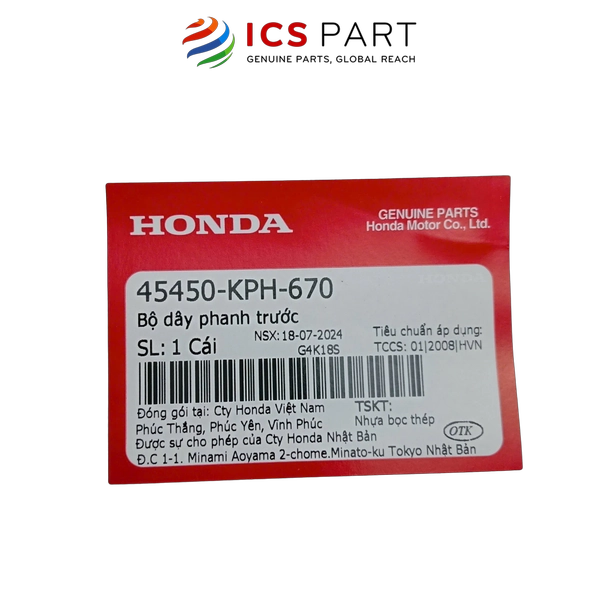 ICS PART
GENUINE PARTS, GLOBAL REACH
HONDA
GENUINE PARTS
Honda Motor Co., Ltd.
45450-KPH-670
Bộ dây phanh trước
NSX: 18-07-2024
Tiêu chuẩn áp dụng:
SL: 1 Cái
G4K18S
TCCS: 01|2008|HVN
Đóng gói tại: Cty Honda Việt Nam
TSKT:
Phúc Thắng, Phúc Yên, Vĩnh Phúc
Nhựa bọc thép
Được sự cho phép của Cty Honda Nhật Bản
OTK
Đ.C 1-1. Minami Aoyama 2-chome.Minato-ku Tokyo Nhật Bản